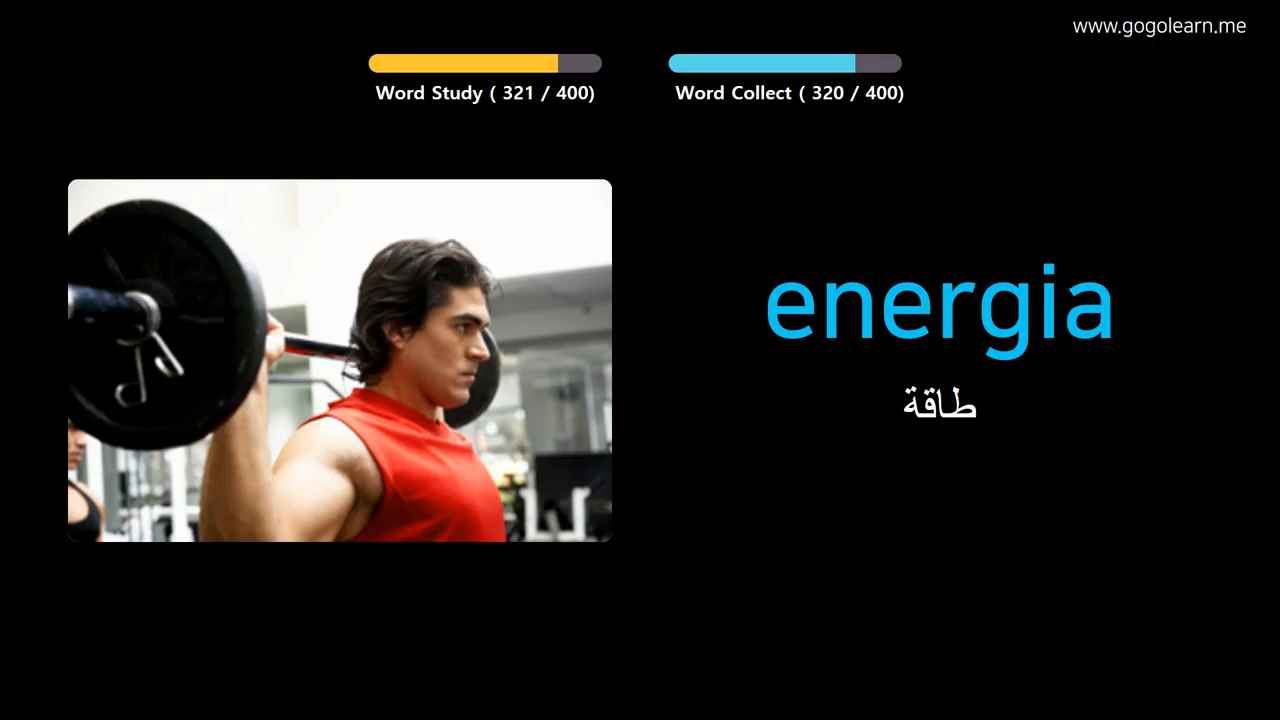 www.gogolearn.me
Word Study ( 321 / 400)
Word Collect ( 320 / 400)
energia
طاقة